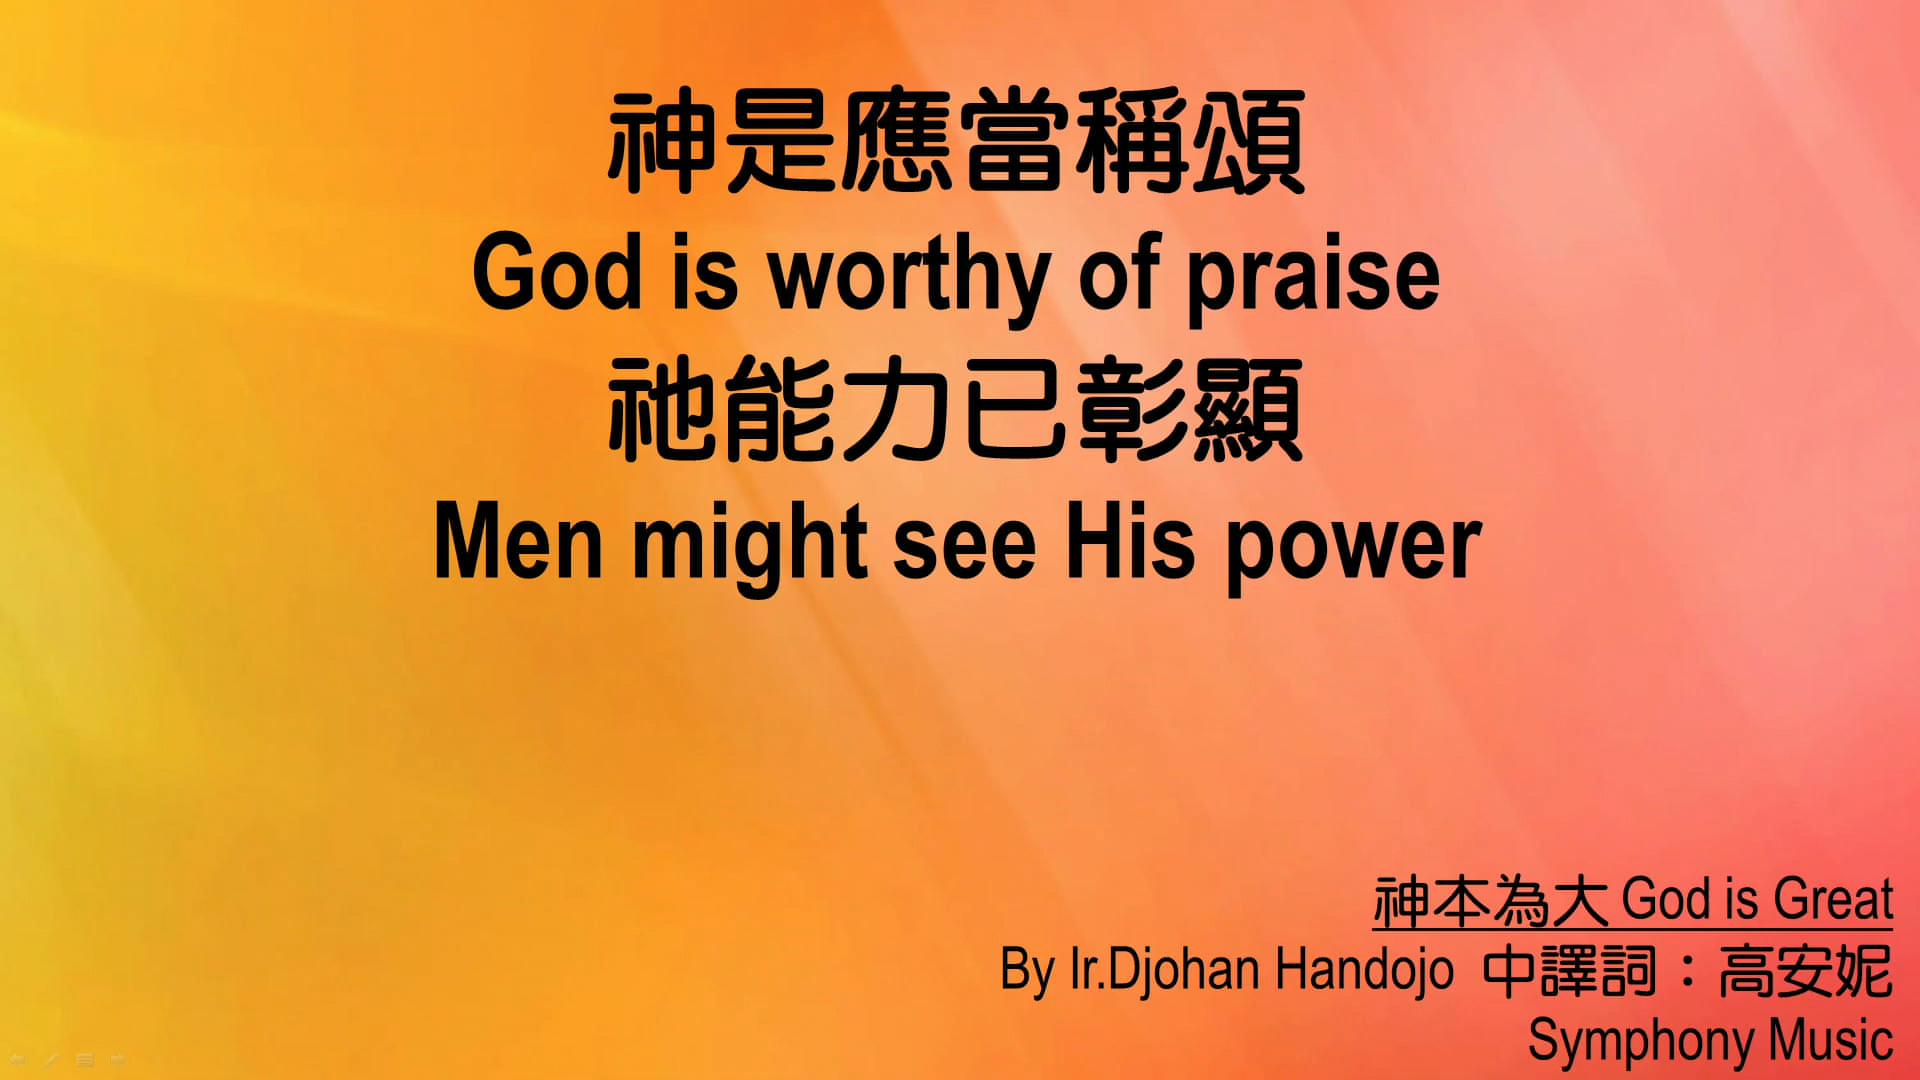 神是應當稱頌
God is worthy of praise
祂能力已彰顯
Men might see His power
神本為大 God is Great
By Ir.Djohan Handojo 中譯詞：高安妮
Symphony Music